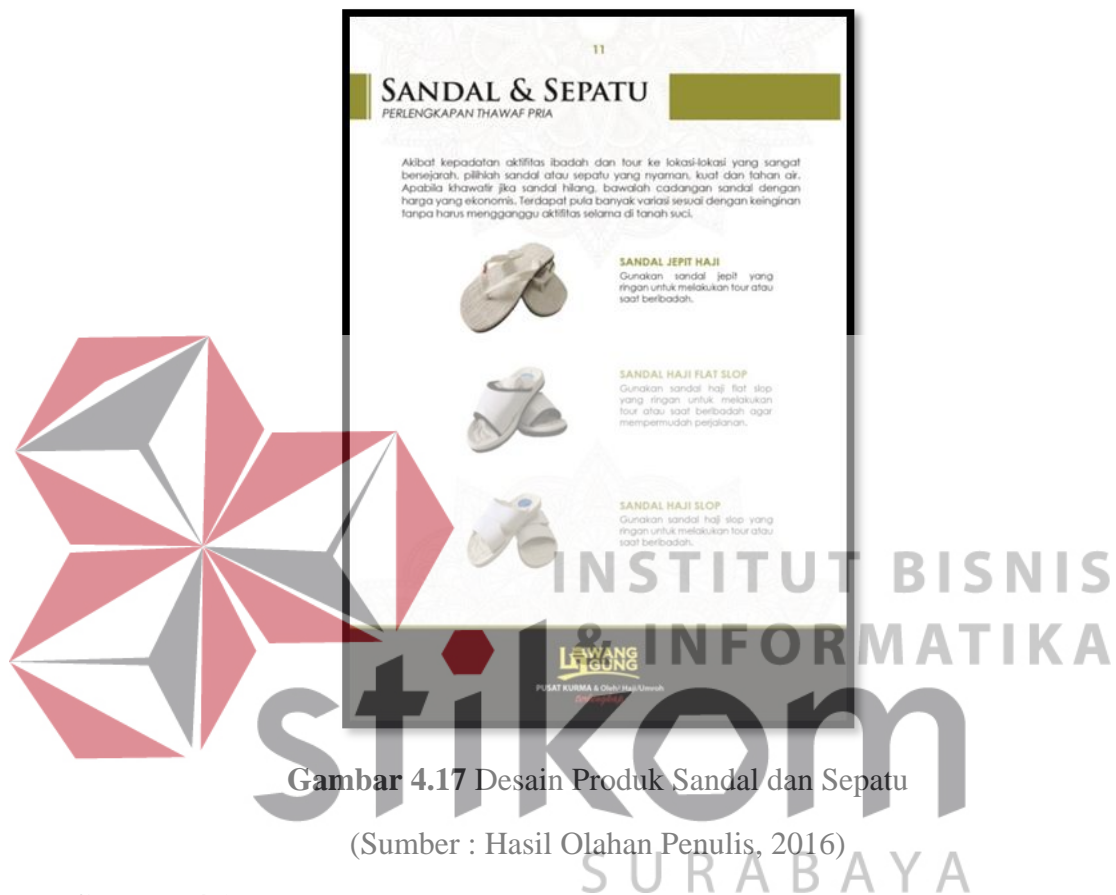 11
SANDAL & SEPATU
PERLENGKAPAN THAWAF PRIA
Akibat kepadatan aktifitas ibadah dan tour ke lokasi-lokasi yang sangat
bersejarah, pilihlah sandal atau sepatu yang nyaman, kuat dan tahan air.
Apabila khawatir jika sandal hilang, bawalah cadangan sandal dengan
harga yang ekonomis. Terdapat pula banyak variasi sesuai dengan keinginan
tanpa harus mengganggu aktifitas selama di tanah suci.
SANDAL JEPIT HAJI
Gunakan sandal jepit yang
ringan untuk melakukan tour atau
saat beribadah.
SANDAL HAJI FLAT SLOP
Gunakan sandal haji flat slop
yang ringan untuk melakukan
tour atau saat beribadah agar
mempermudah perjalanan.
SANDAL HAJI SLOP
Gunakan sandal haji slop yang
ringan untuk melakukan tour atau
saat beribadah.
LAWANG
AGUNG
PUSAT KURMA & Oleh² Haji/Umroh
terlengkap
INSTITUT BISNIS
& INFORMATIKA
stikom
SURABAYA
Gambar 4.17 Desain Produk Sandal dan Sepatu
(Sumber : Hasil Olahan Penulis, 2016)